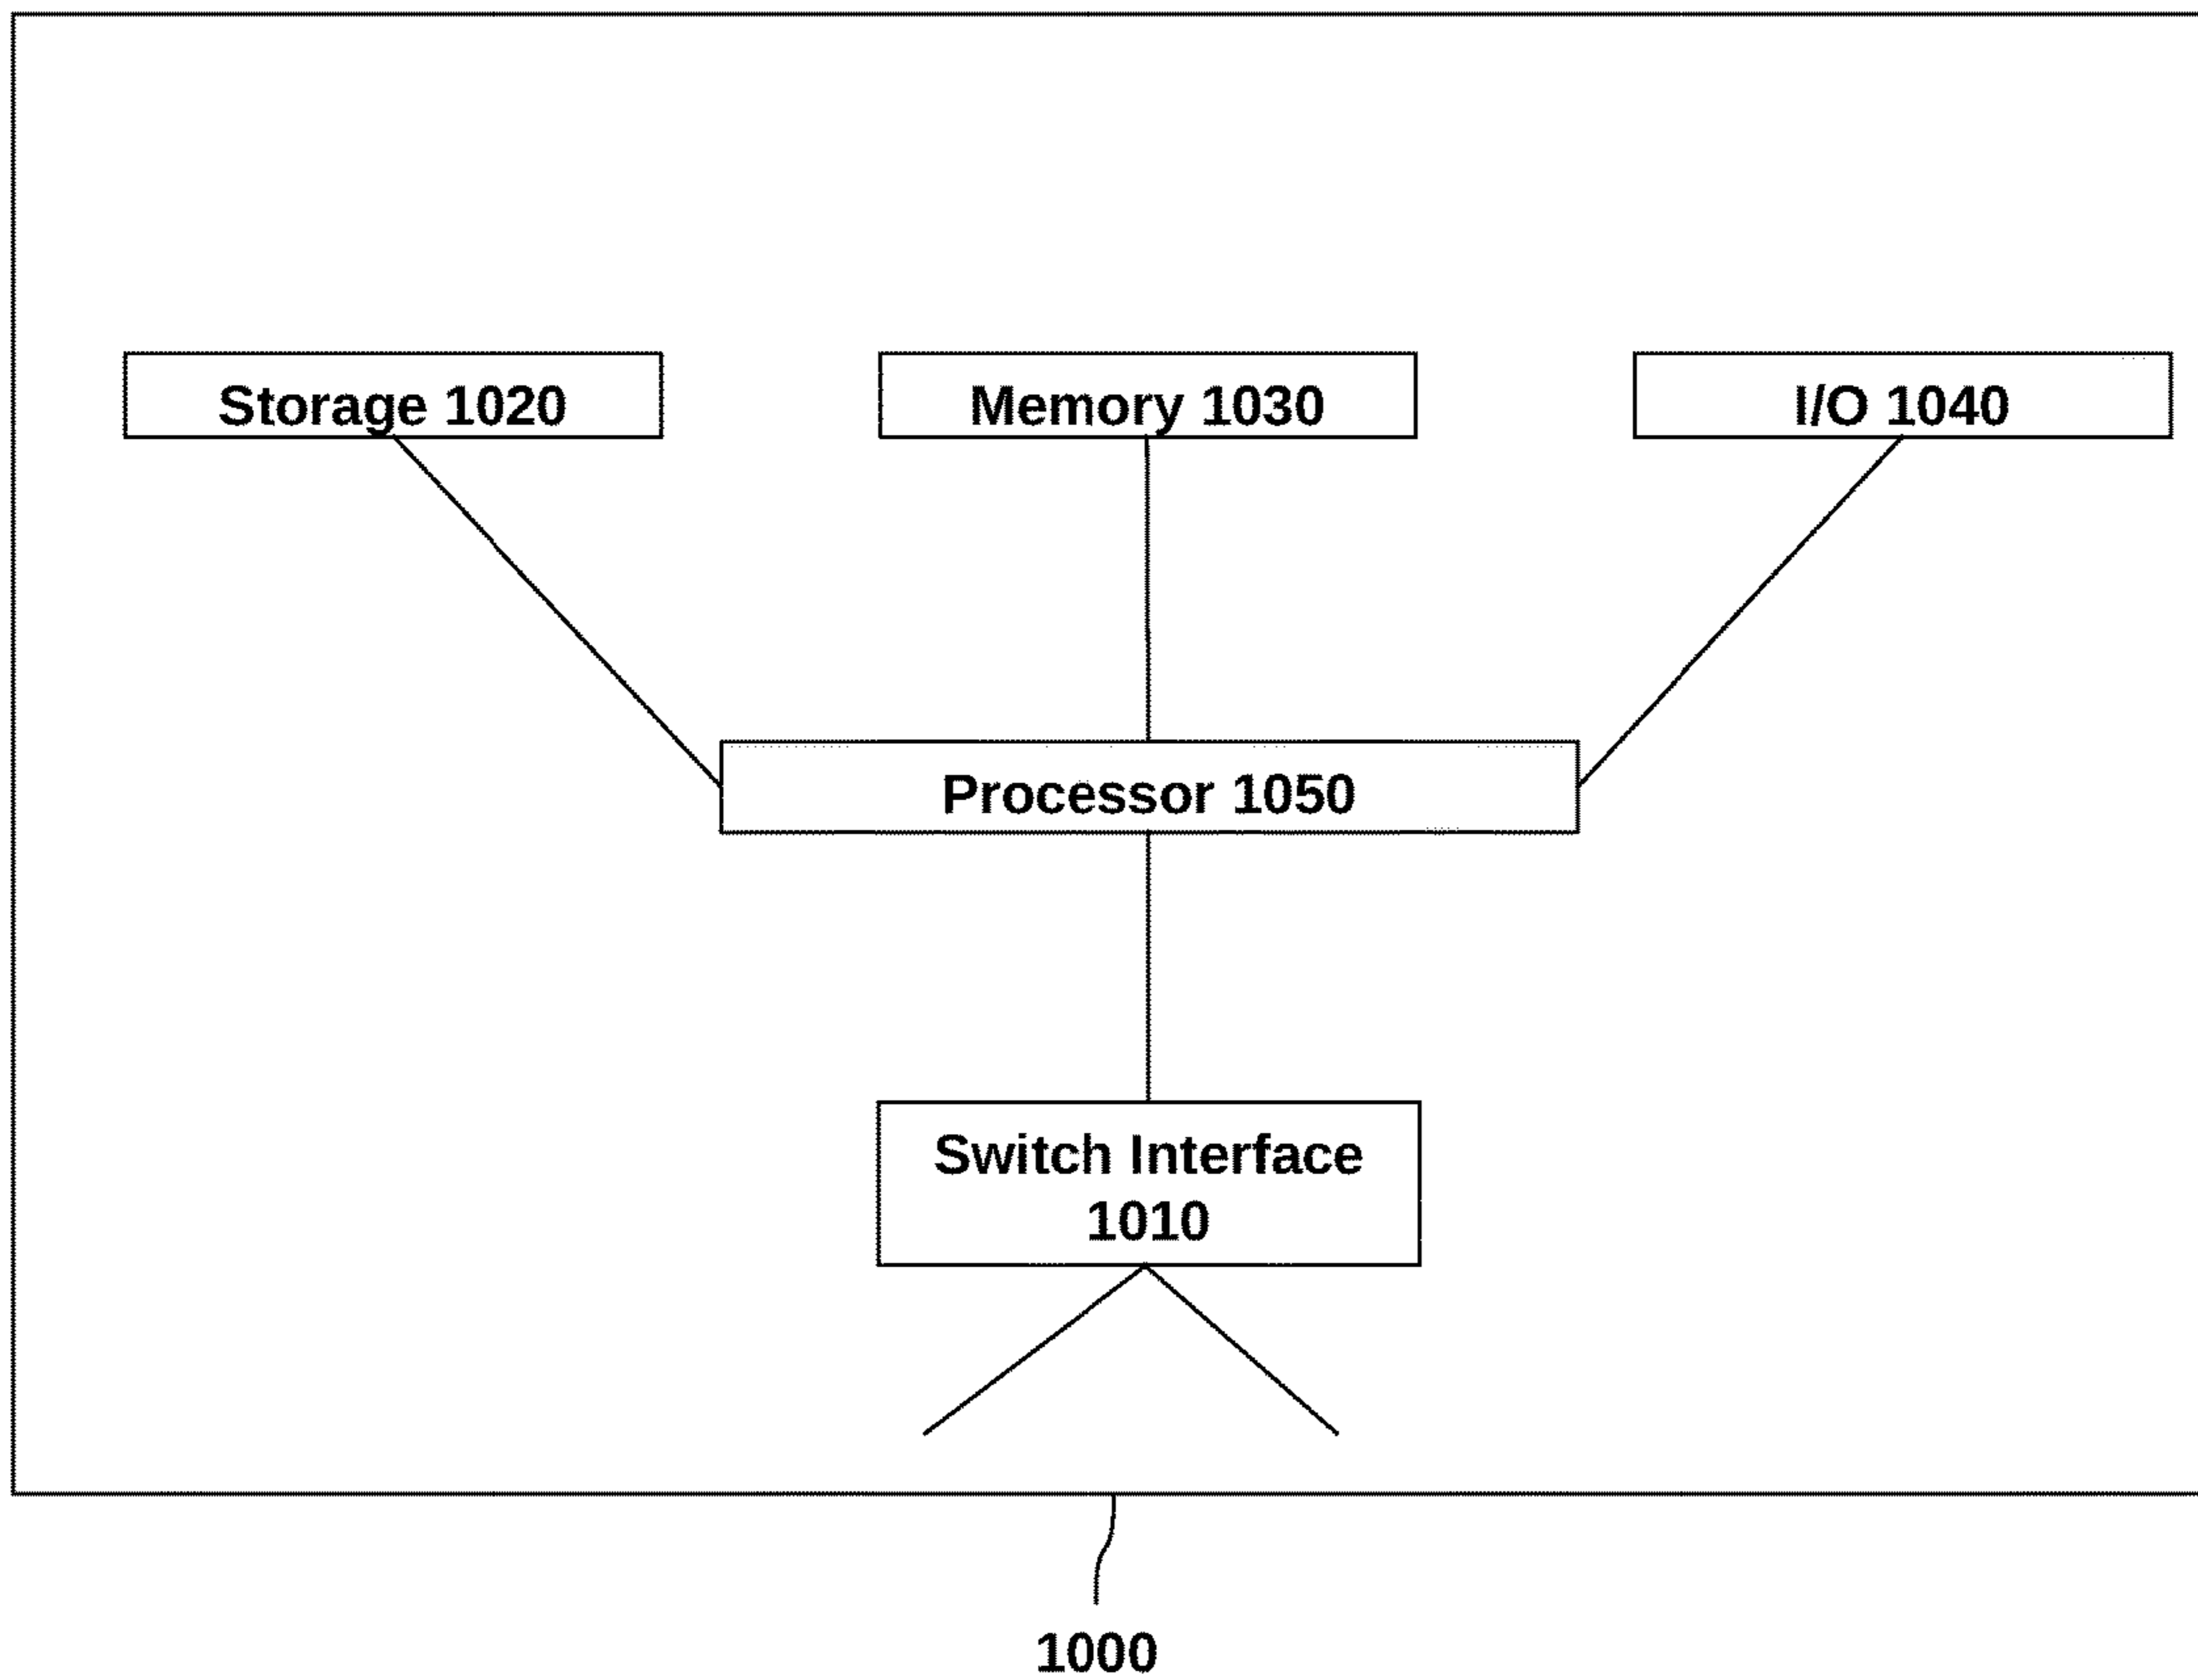 Storage 1020
Memory 1030
I/O 1040
Processor 1050
Switch Interface
1010
1000